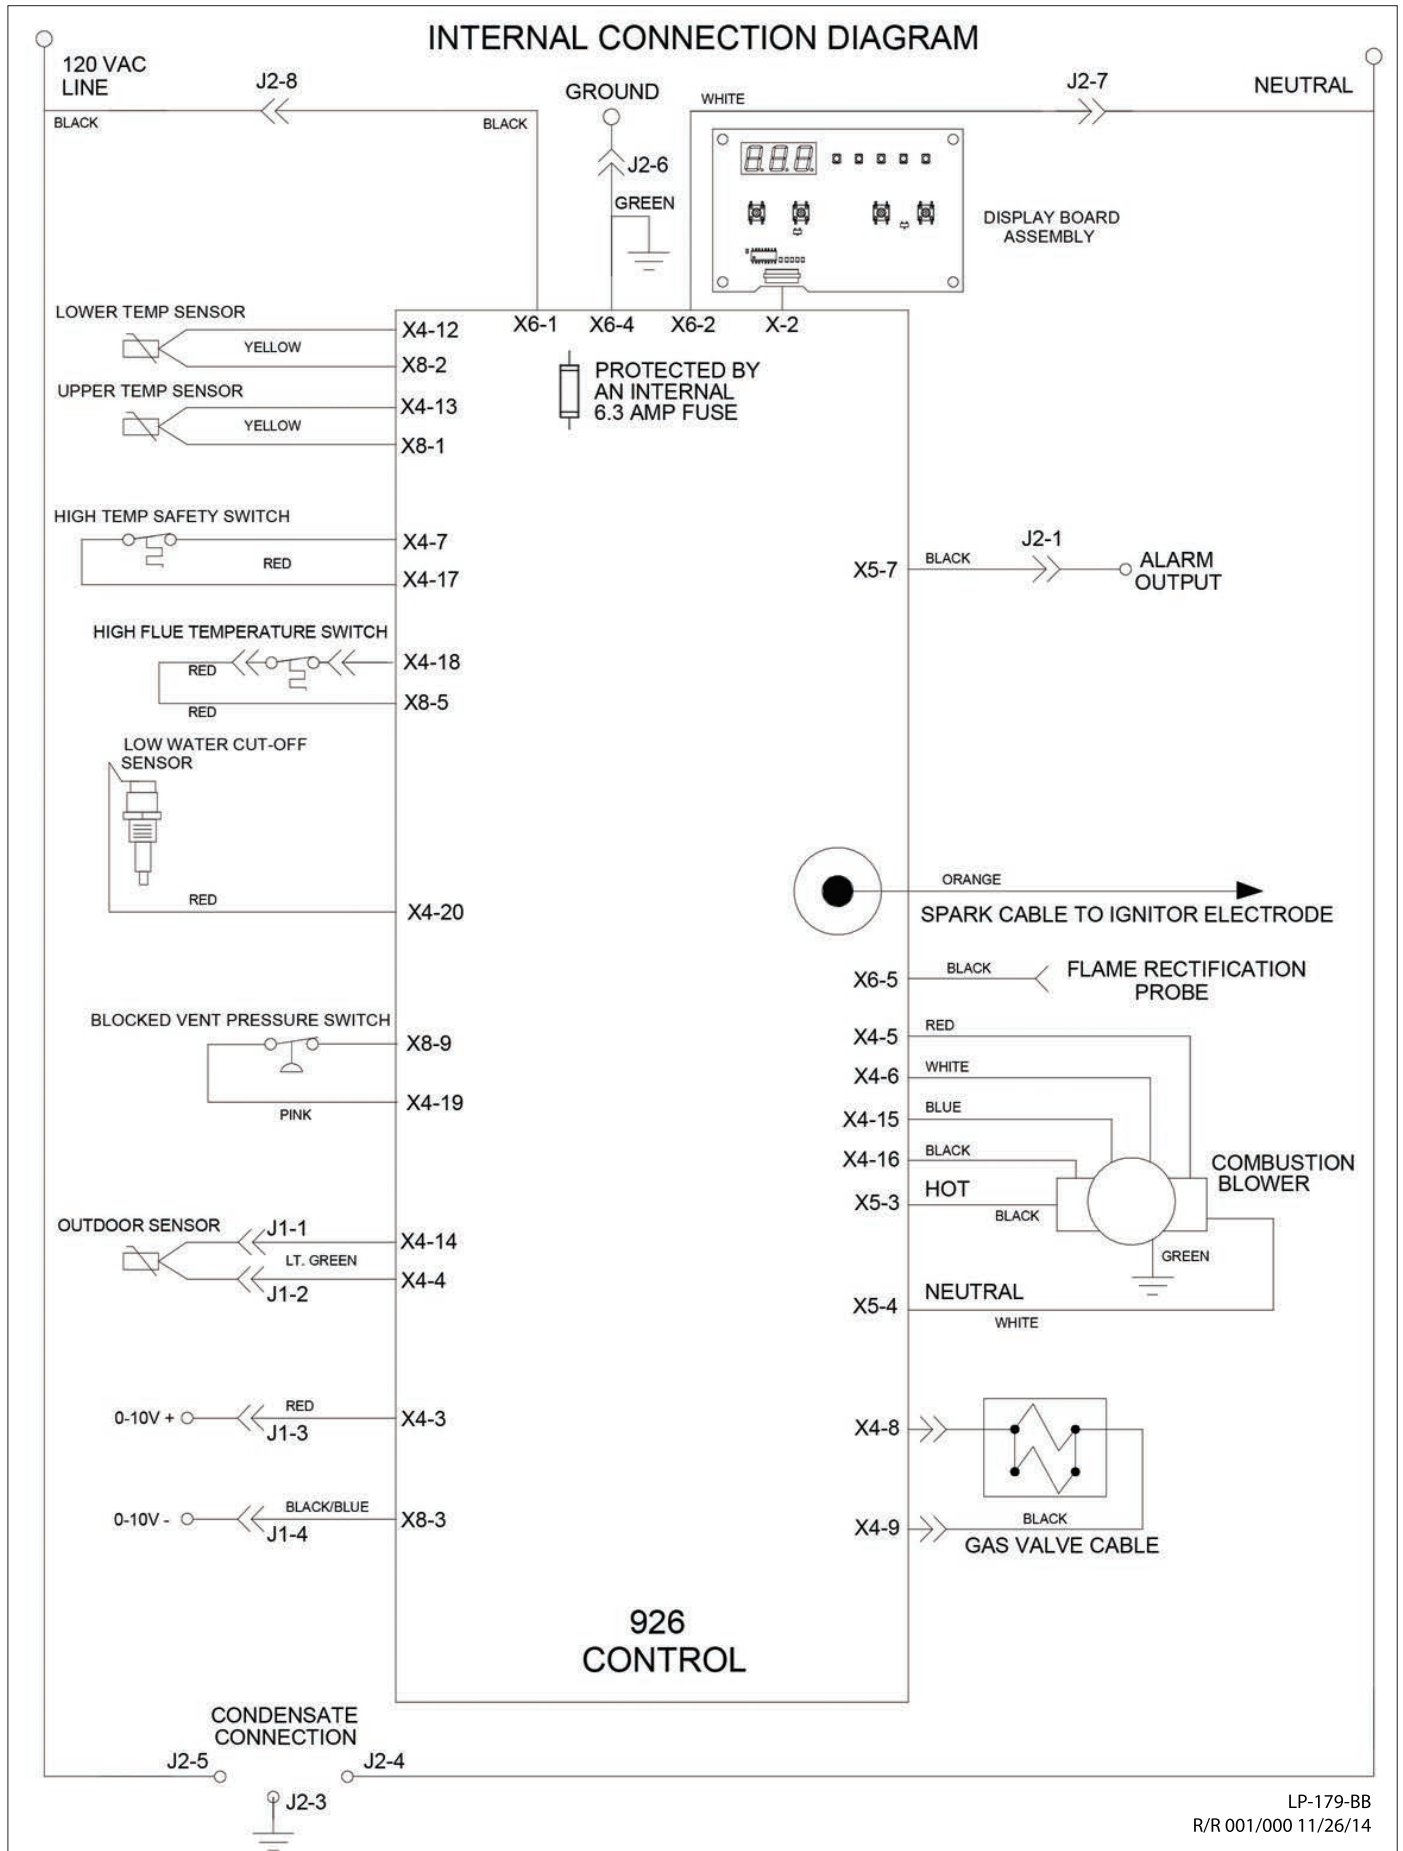 INTERNAL CONNECTION DIAGRAM
120 VAC
LINE
J2-8
BLACK
BLACK
GROUND
J2-6
GREEN
WHITE
J2-7
NEUTRAL
DISPLAY BOARD
ASSEMBLY
X6-1
X6-4
X6-2
X-2
PROTECTED BY
AN INTERNAL
6.3 AMP FUSE
LOWER TEMP SENSOR
YELLOW
X4-12
X8-2
UPPER TEMP SENSOR
YELLOW
X4-13
X8-1
HIGH TEMP SAFETY SWITCH
RED
X4-7
X4-17
HIGH FLUE TEMPERATURE SWITCH
RED
X4-18
X8-5
RED
LOW WATER CUT-OFF
SENSOR
RED
X4-20
BLOCKED VENT PRESSURE SWITCH
X8-9
X4-19
PINK
OUTDOOR SENSOR
J1-1
X4-14
LT. GREEN
X4-4
J1-2
0-10V +
RED
J1-3
X4-3
0-10V -
BLACK/BLUE
J1-4
X8-3
X5-7
BLACK
J2-1
ALARM
OUTPUT
ORANGE
SPARK CABLE TO IGNITOR ELECTRODE
X6-5
BLACK
FLAME RECTIFICATION
PROBE
X4-5
RED
X4-6
WHITE
X4-15
BLUE
X4-16
BLACK
X5-3
HOT
BLACK
COMBUSTION
BLOWER
GREEN
X5-4
NEUTRAL
WHITE
X4-8
X4-9
BLACK
GAS VALVE CABLE
926
CONTROL
CONDENSATE
CONNECTION
J2-5
J2-4
J2-3
LP-179-BB
R/R 001/000 11/26/14